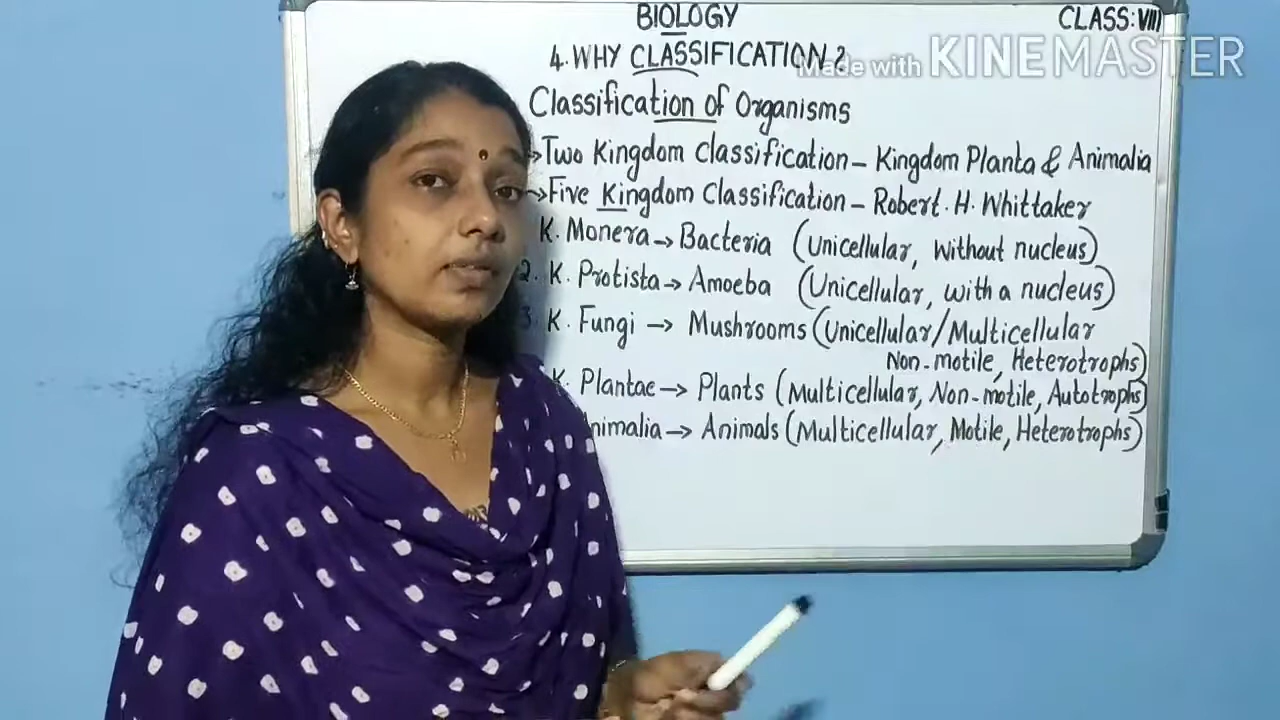 BIOLOGY
CLASS: VIII
4. WHY CLASSIFICATION?
Made with KINEMASTER
Classification of Organisms
→Two Kingdom classification – Kingdom Planta & Animalia
→Five Kingdom Classification – Robert. H. Whittaker
K. Monera → Bacteria (Unicellular, without nucleus)
2. K. Protista → Amoeba (Unicellular, with a nucleus)
3 K. Fungi → Mushrooms (Unicellular/Multicellular
Non-motile, Heterotrophs)
K. Plantae → Plants (Multicellular, Non-motile, Autotrophs)
nimalia → Animals (Multicellular, Motile, Heterotrophs)